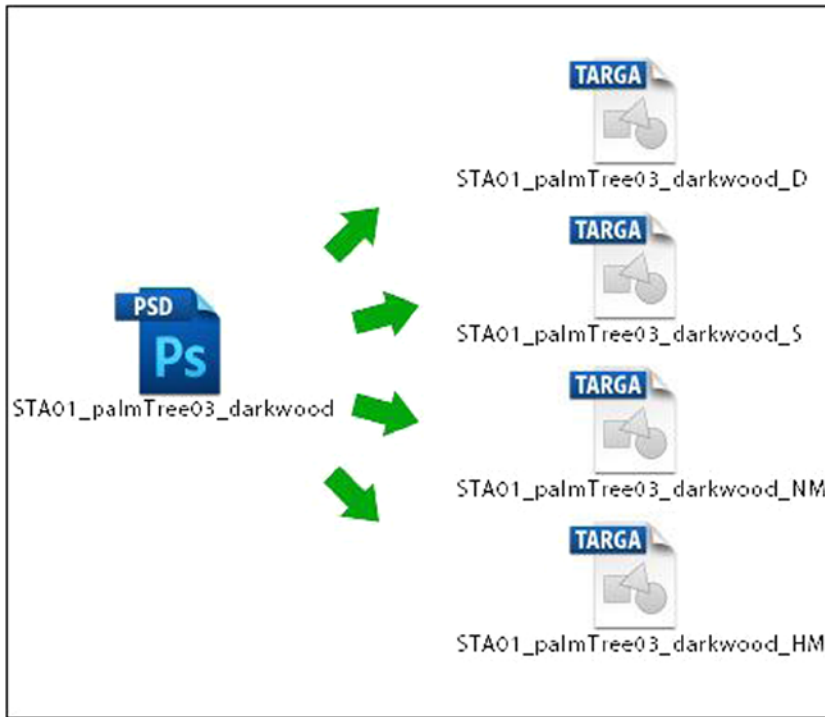 TARGA
STA01_palmTree03_darkwood_D
TARGA
STA01_palmTree03_darkwood_S
PSD
Ps
STA01_palmTree03_darkwood
TARGA
STA01_palmTree03_darkwood_NM
TARGA
STA01_palmTree03_darkwood_HM